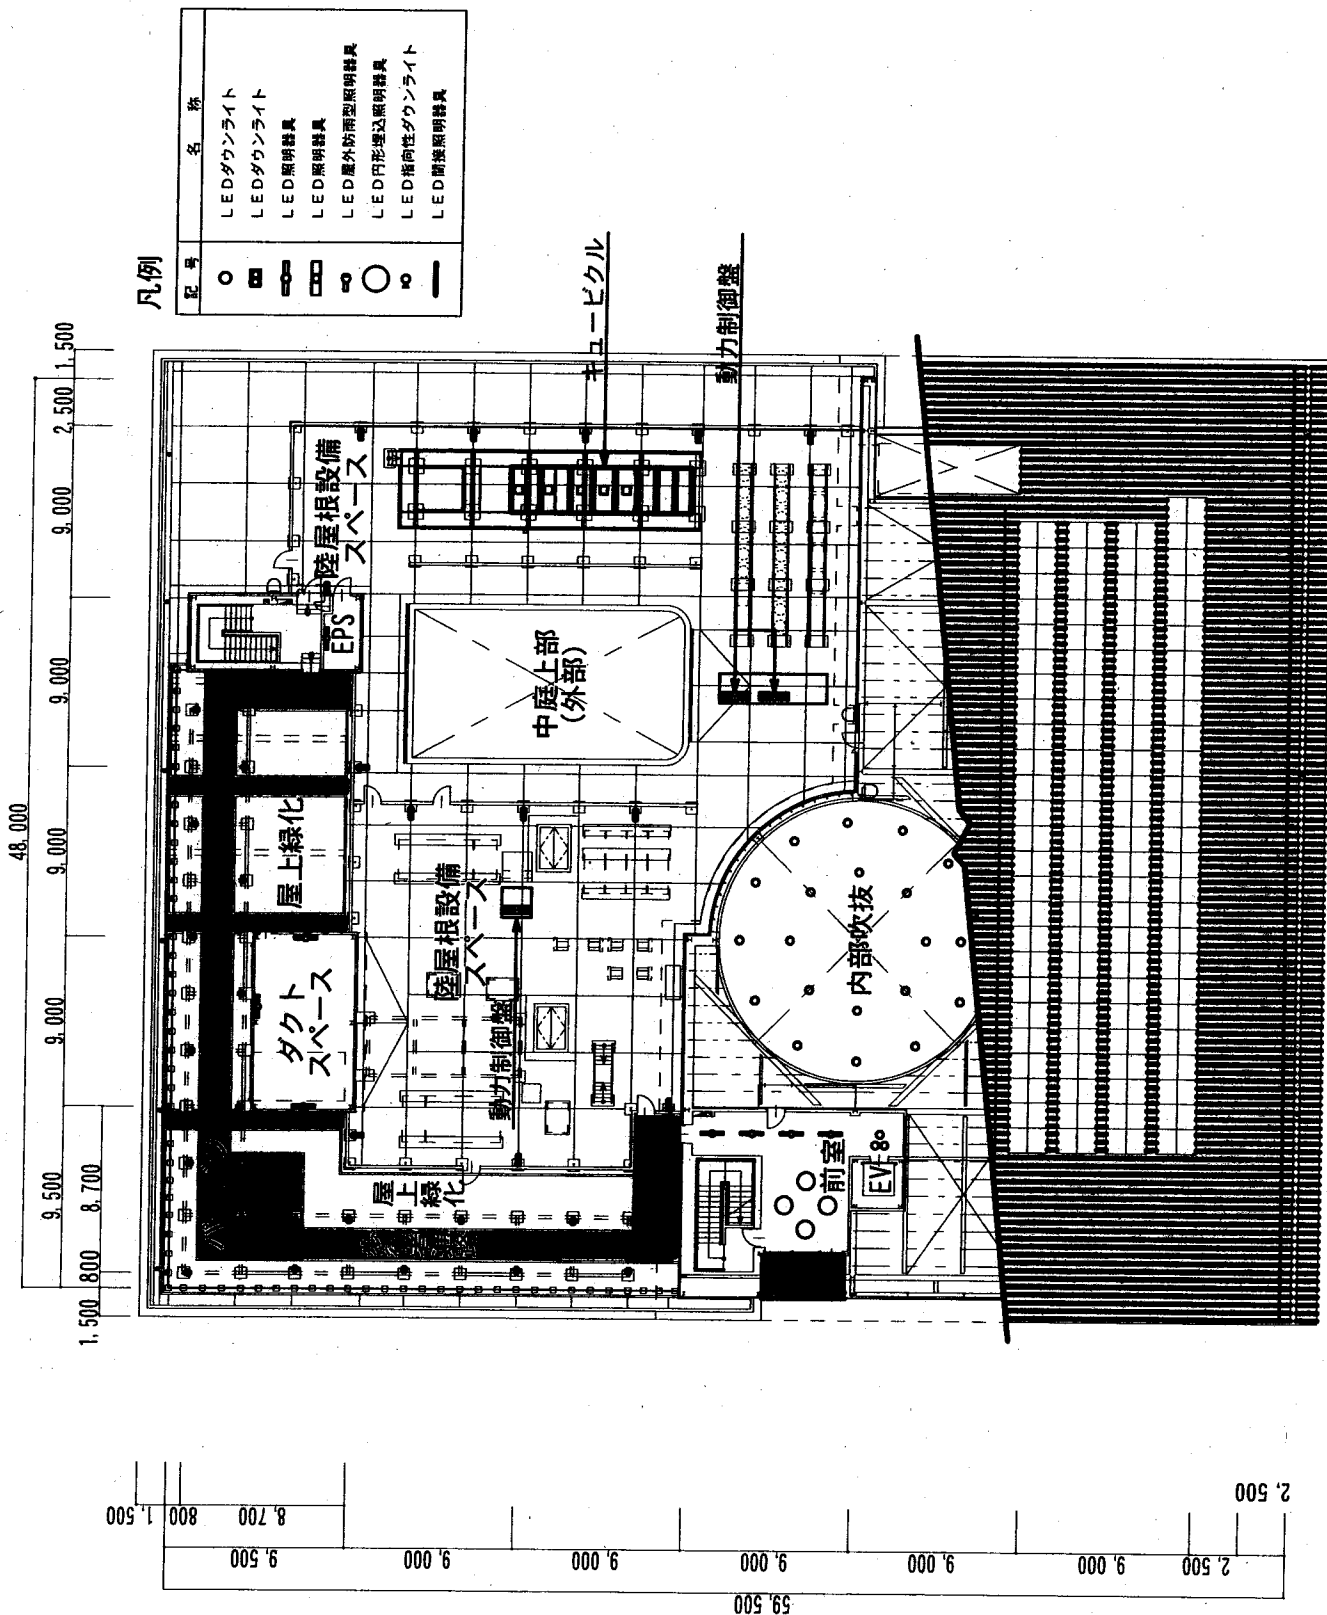 凡例
記号 名称
LEDダウンライト
LEDダウンライト
LED照明器具
LED照明器具
LED屋外防雨型照明器具
LED円形埋込照明器具
LED指向性ダウンライト
LED間接照明器具
48,000
1,500
2,500
9,000
9,000
9,000
9,000
9,500
8,700
800
1,500
キュービクル
動力制御盤
陸屋根設備
スペース
EPS
中庭上部
(外部)
屋上緑化
陸屋根設備
スペース
ダクト
スペース
動力制御盤
内部吹抜
屋上
緑化
前室
EV-8
1,500
800
8,700
9,500
9,000
9,000
9,000
9,000
9,000
2,500
2,500
59,500